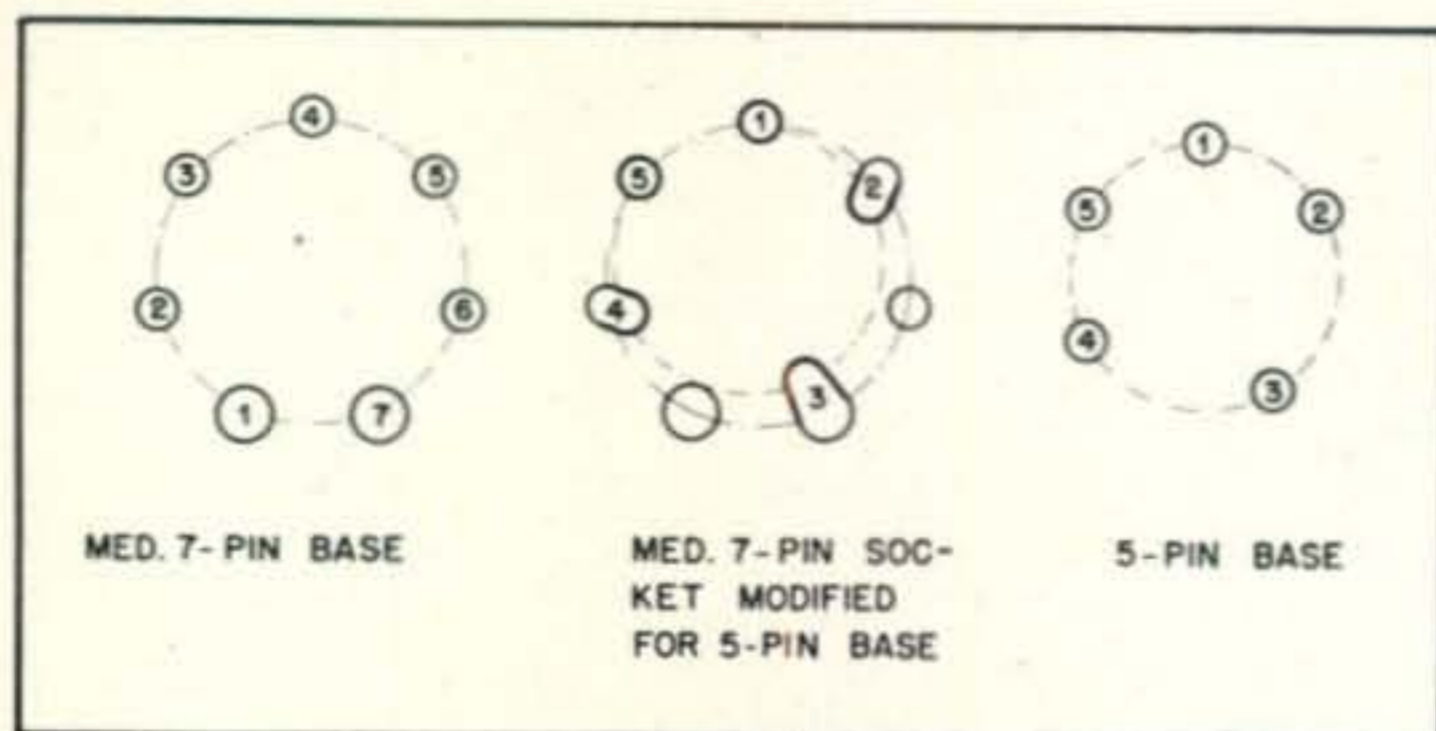 4
3 5
2 6
1 7
MED. 7-PIN BASE
1
5 2
4
3
MED. 7-PIN SOC-
KET MODIFIED
FOR 5-PIN BASE
1
5 2
4
3
5-PIN BASE